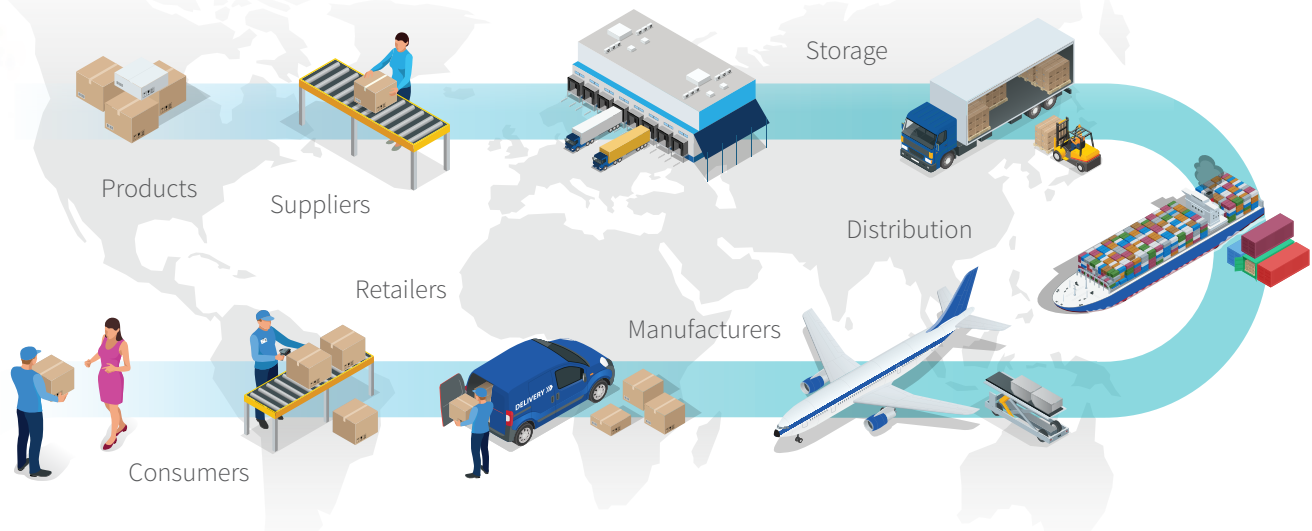 Storage
Products
Suppliers
Distribution
Retailers
Manufacturers
DELIVERY
Consumers